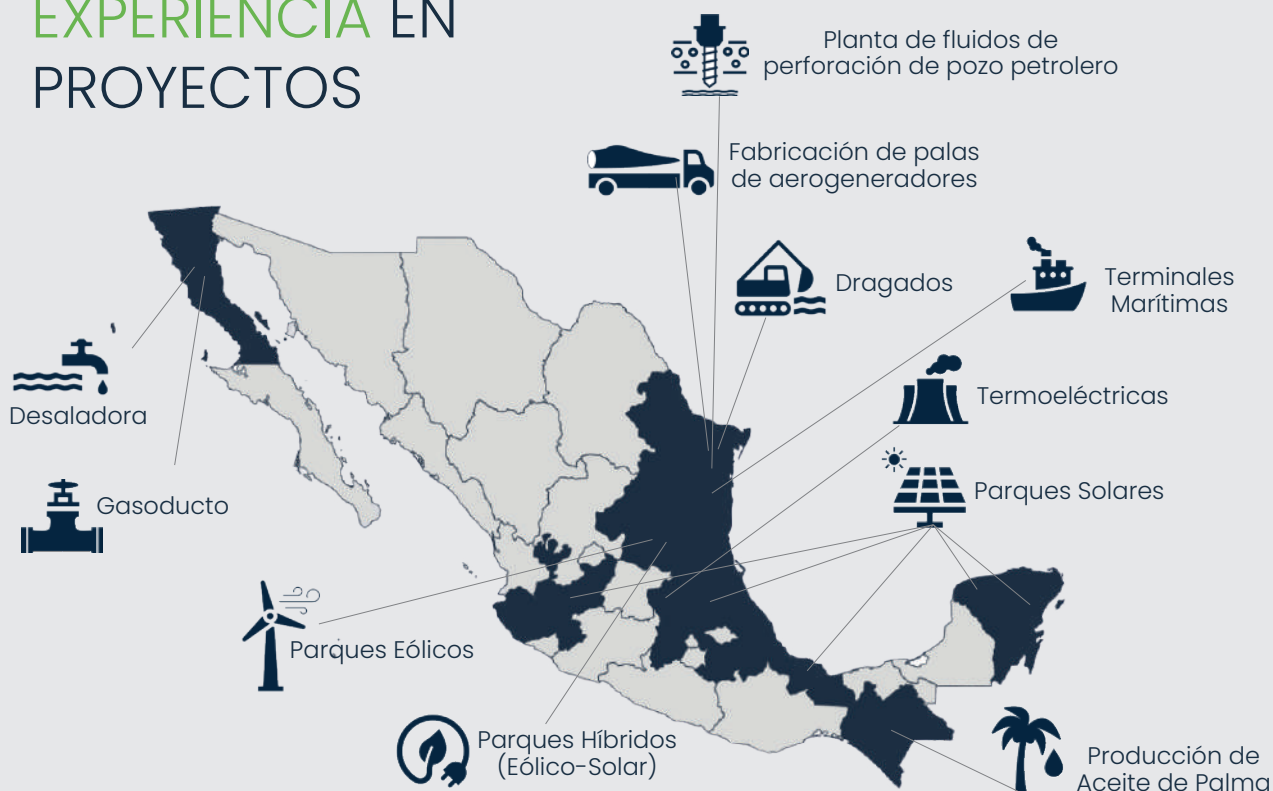 EXPERIENCIA EN
PROYECTOS
Planta de fluidos de
perforación de pozo petrolero
Fabricación de palas
de aerogeneradores
Dragados
Terminales
Marítimas
Termoeléctricas
Parques Solares
Desaladora
Gasoducto
Parques Eólicos
Parques Híbridos
(Eólico-Solar)
Producción de
Aceite de Palma